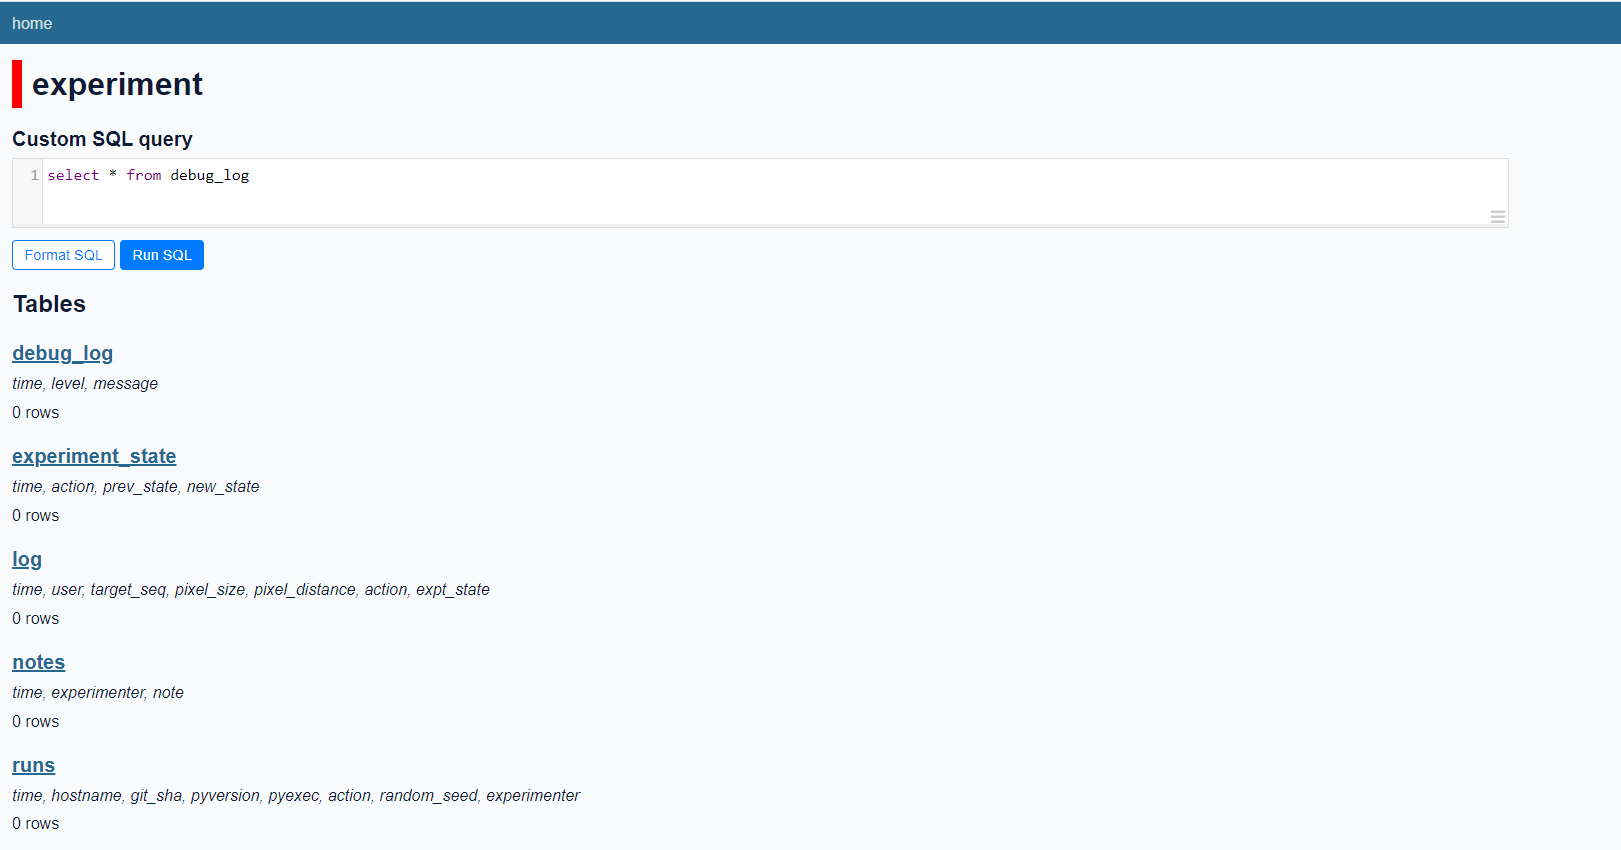 home
experiment
Custom SQL query
1 select * from debug_log
Format SQL Run SQL
Tables
debug_log
time, level, message
0 rows
experiment_state
time, action, prev_state, new_state
0 rows
log
time, user, target_seq, pixel_size, pixel_distance, action, expt_state
0 rows
notes
time, experimenter, note
0 rows
runs
time, hostname, git_sha, pyversion, pyexec, action, random_seed, experimenter
0 rows